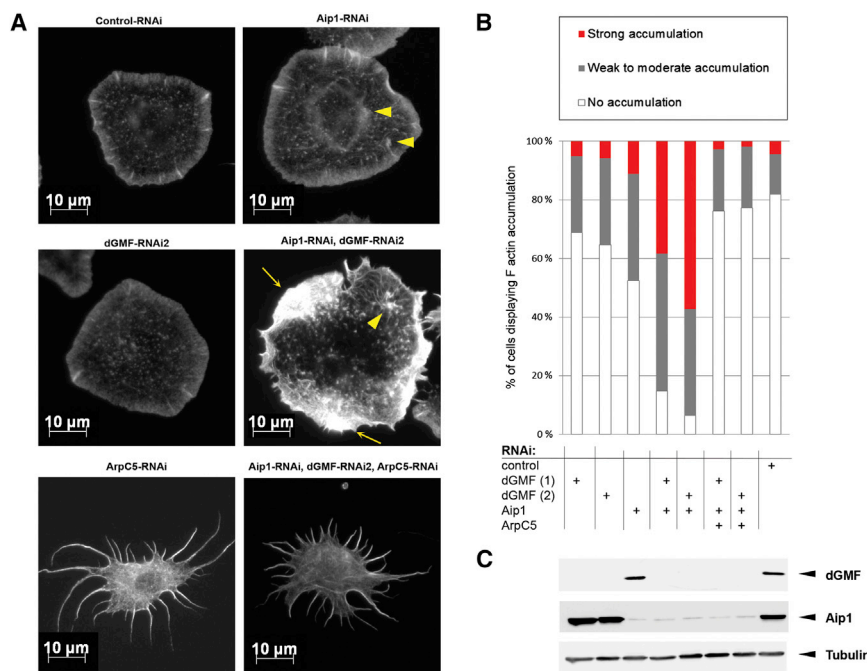 A
Control-RNAi
Aip1-RNAi
10 µm
10 µm
dGMF-RNAi2
Aip1-RNAi, dGMF-RNAi2
10 µm
10 µm
ArpC5-RNAi
Aip1-RNAi, dGMF-RNAi2, ArpC5-RNAi
10 µm
10 µm
B
Strong accumulation
Weak to moderate accumulation
No accumulation
% of cells displaying F actin accumulation
100 %
80 %
60 %
40 %
20 %
0 %
RNAi:
control +
dGMF (1) + + +
dGMF (2) + + +
Aip1 + + + + +
ArpC5 + +
C
dGMF
Aip1
Tubulin